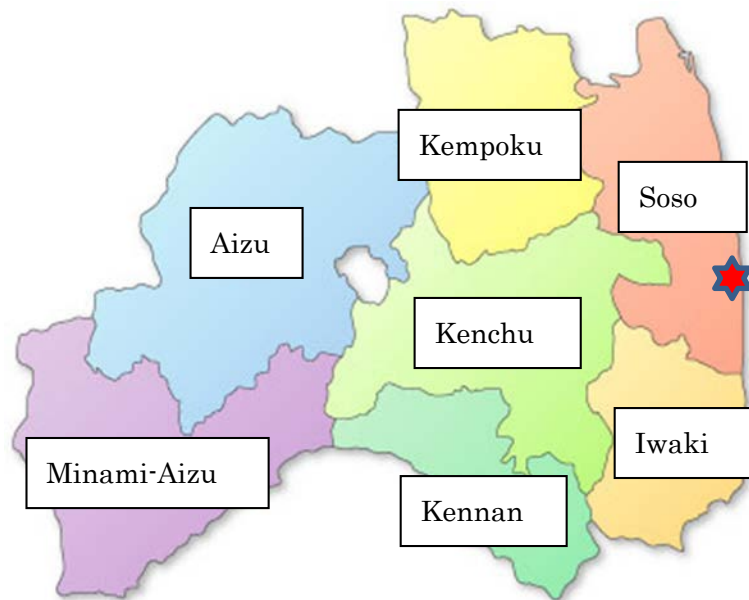 Kempoku
Soso
Aizu
Kenchu
Iwaki
Minami-Aizu
Kennan